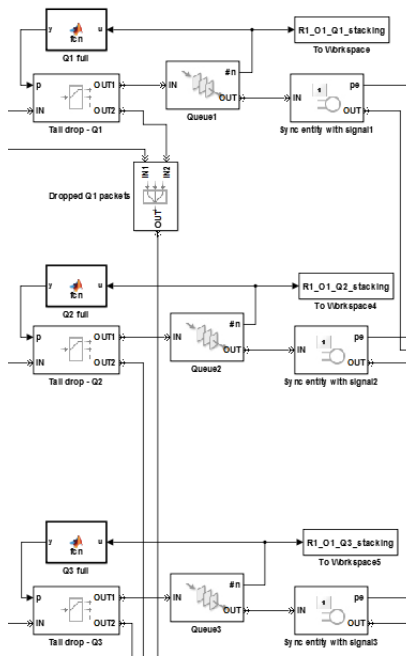 y fcn u
R1_O1_Q1_stacking
Q1 full
To Workspace
#n
p OUT1
IN OUT2
IN OUT
pe
IN OUT
Tail drop - Q1
Queue1
Sync entity with signal1
IN1 IN2
Dropped Q1 packets
OUT
y fcn u
R1_O1_Q2_stacking
Q2 full
To Workspace4
#n
p OUT1
IN OUT2
IN OUT
pe
IN OUT
Tail drop - Q2
Queue2
Sync entity with signal2
y fcn u
R1_O1_Q3_stacking
Q3 full
To Workspace5
#n
p OUT1
IN OUT2
IN OUT
pe
IN OUT
Tail drop - Q3
Queue3
Sync entity with signal3